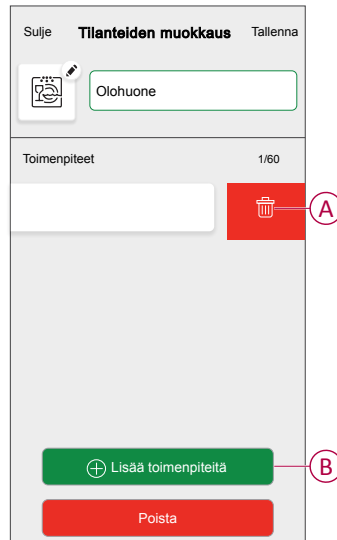 Sulje Tilanteiden muokkaus Tallenna
Olohuone
Toimenpiteet 1/60
A
Lisää toimenpiteitä
B
Poista